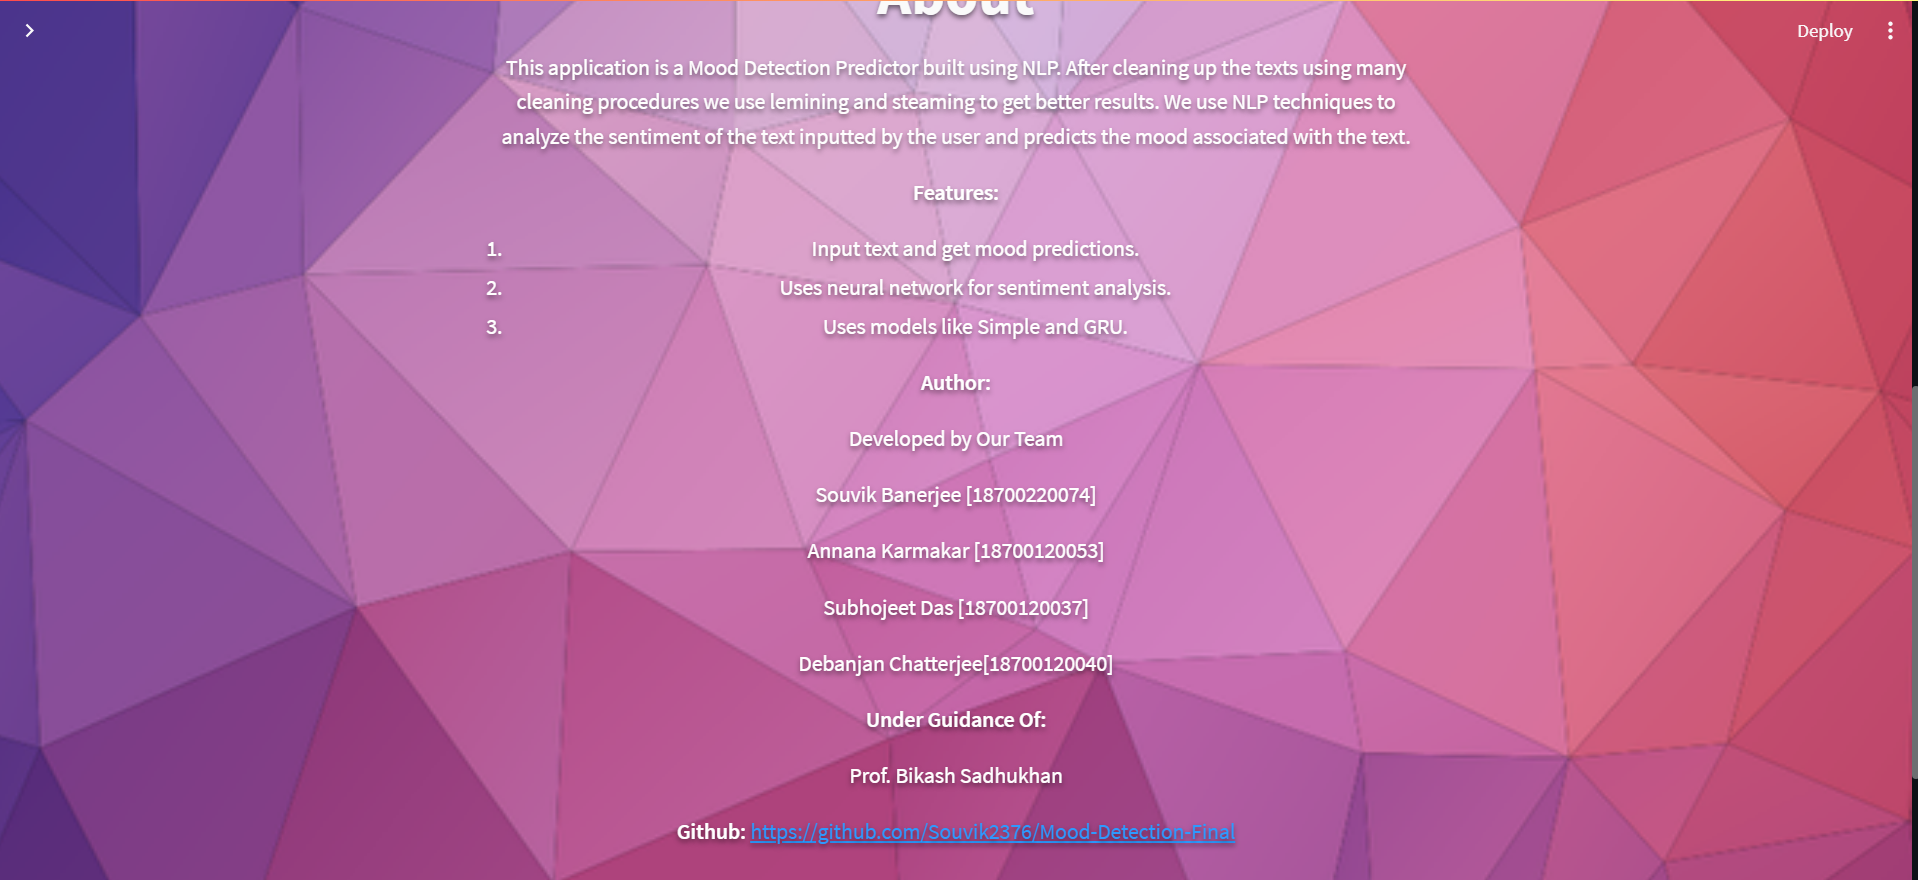 About
Deploy
This application is a Mood Detection Predictor built using NLP. After cleaning up the texts using many
cleaning procedures we use lemining and steaming to get better results. We use NLP techniques to
analyze the sentiment of the text inputted by the user and predicts the mood associated with the text.
Features:
1. Input text and get mood predictions.
2. Uses neural network for sentiment analysis.
3. Uses models like Simple and GRU.
Author:
Developed by Our Team
Souvik Banerjee [18700220074]
Annana Karmakar [18700120053]
Subhojeet Das [18700120037]
Debanjan Chatterjee[18700120040]
Under Guidance Of:
Prof. Bikash Sadhukhan
Github: https://github.com/Souvik2376/Mood-Detection-Final